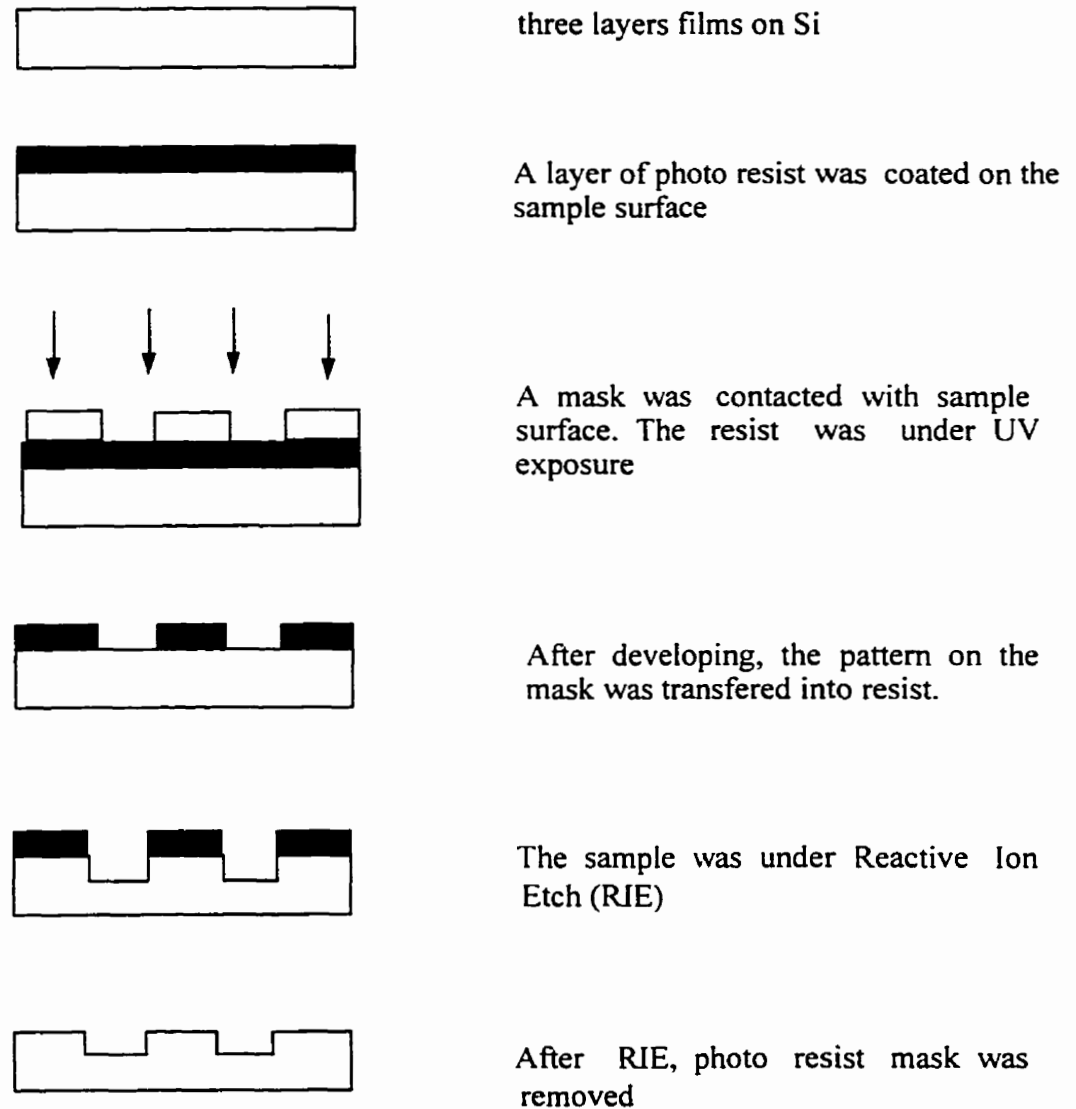 three layers films on Si
A layer of photo resist was coated on the
sample surface
A mask was contacted with sample
surface. The resist was under UV
exposure
After developing, the pattern on the
mask was transfered into resist.
The sample was under Reactive Ion
Etch (RIE)
After RIE, photo resist mask was
removed